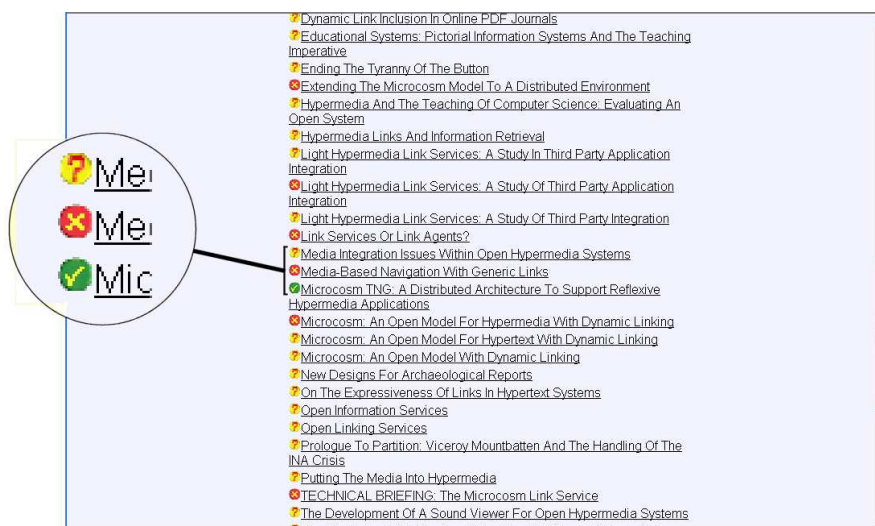 Dynamic Link Inclusion In Online PDF Journals
Educational Systems: Pictorial Information Systems And The Teaching
Imperative
Ending The Tyranny Of The Button
Extending The Microcosm Model To A Distributed Environment
Hypermedia And The Teaching Of Computer Science: Evaluating An
Open System
Hypermedia Links And Information Retrieval
Light Hypermedia Link Services: A Study In Third Party Application
Integration
Light Hypermedia Link Services: A Study Of Third Party Application
Integration
Light Hypermedia Link Services: A Study Of Third Party Integration
Link Services Or Link Agents?
Media Integration Issues Within Open Hypermedia Systems
Media-Based Navigation With Generic Links
Microcosm TNG: A Distributed Architecture To Support Reflexive
Hypermedia Applications
Microcosm: An Open Model For Hypermedia With Dynamic Linking
Microcosm: An Open Model For Hypertext With Dynamic Linking
Microcosm: An Open Model With Dynamic Linking
New Designs For Archaeological Reports
On The Expressiveness Of Links In Hypertext Systems
Open Information Services
Open Linking Services
Prologue To Partition: Viceroy Mountbatten And The Handling Of The
INA Crisis
Putting The Media Into Hypermedia
TECHNICAL BRIEFING: The Microcosm Link Service
The Development Of A Sound Viewer For Open Hypermedia Systems
Me
Me
Mic